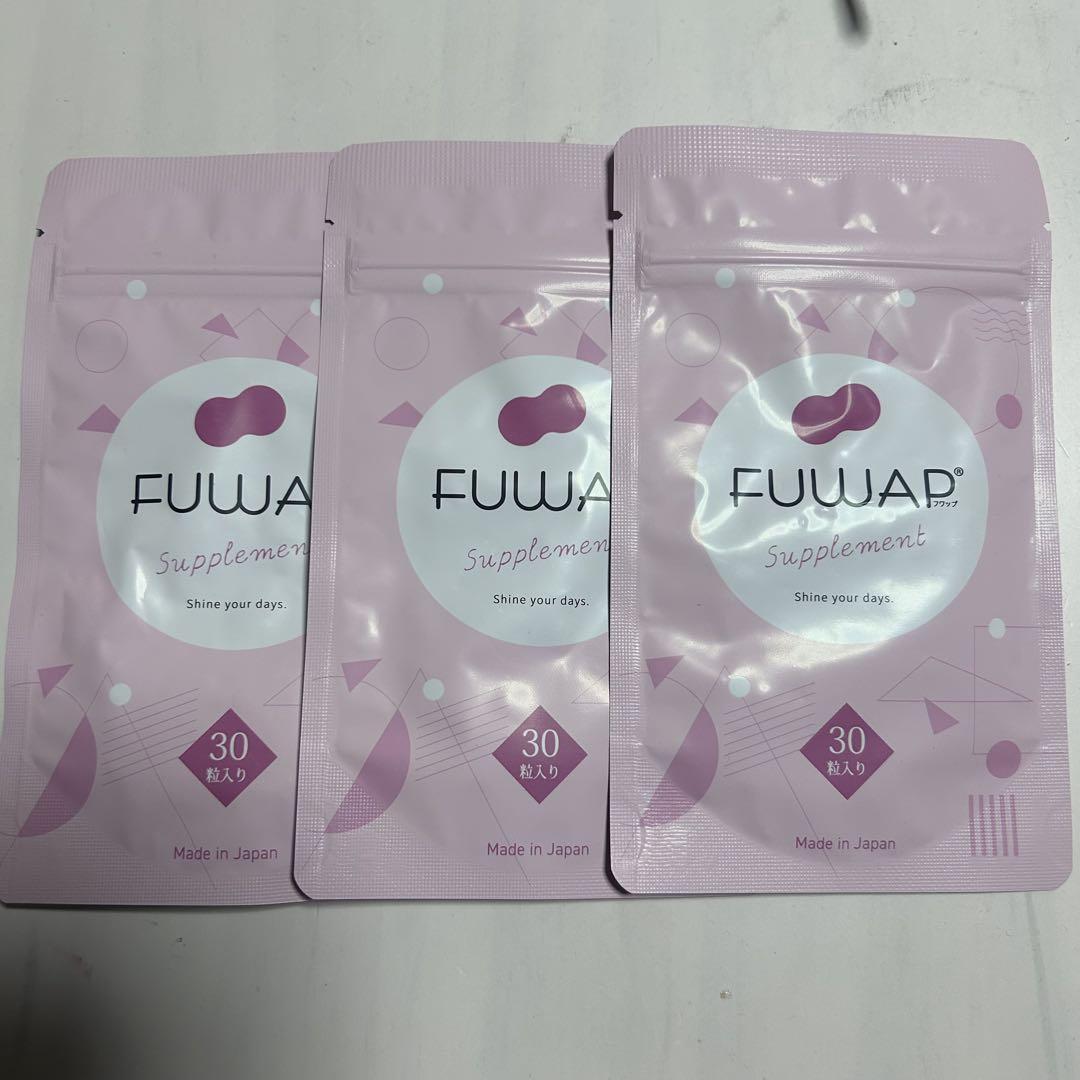 FUWA
Supplemen
Shine your days.
30
粒入り
Made in Japan
FUWA
Supplemen
Shine your days.
30
粒入り
Made in Japan
FUWAP®
フワップ
Supplement
Shine your days.
30
粒入り
Made in Japan